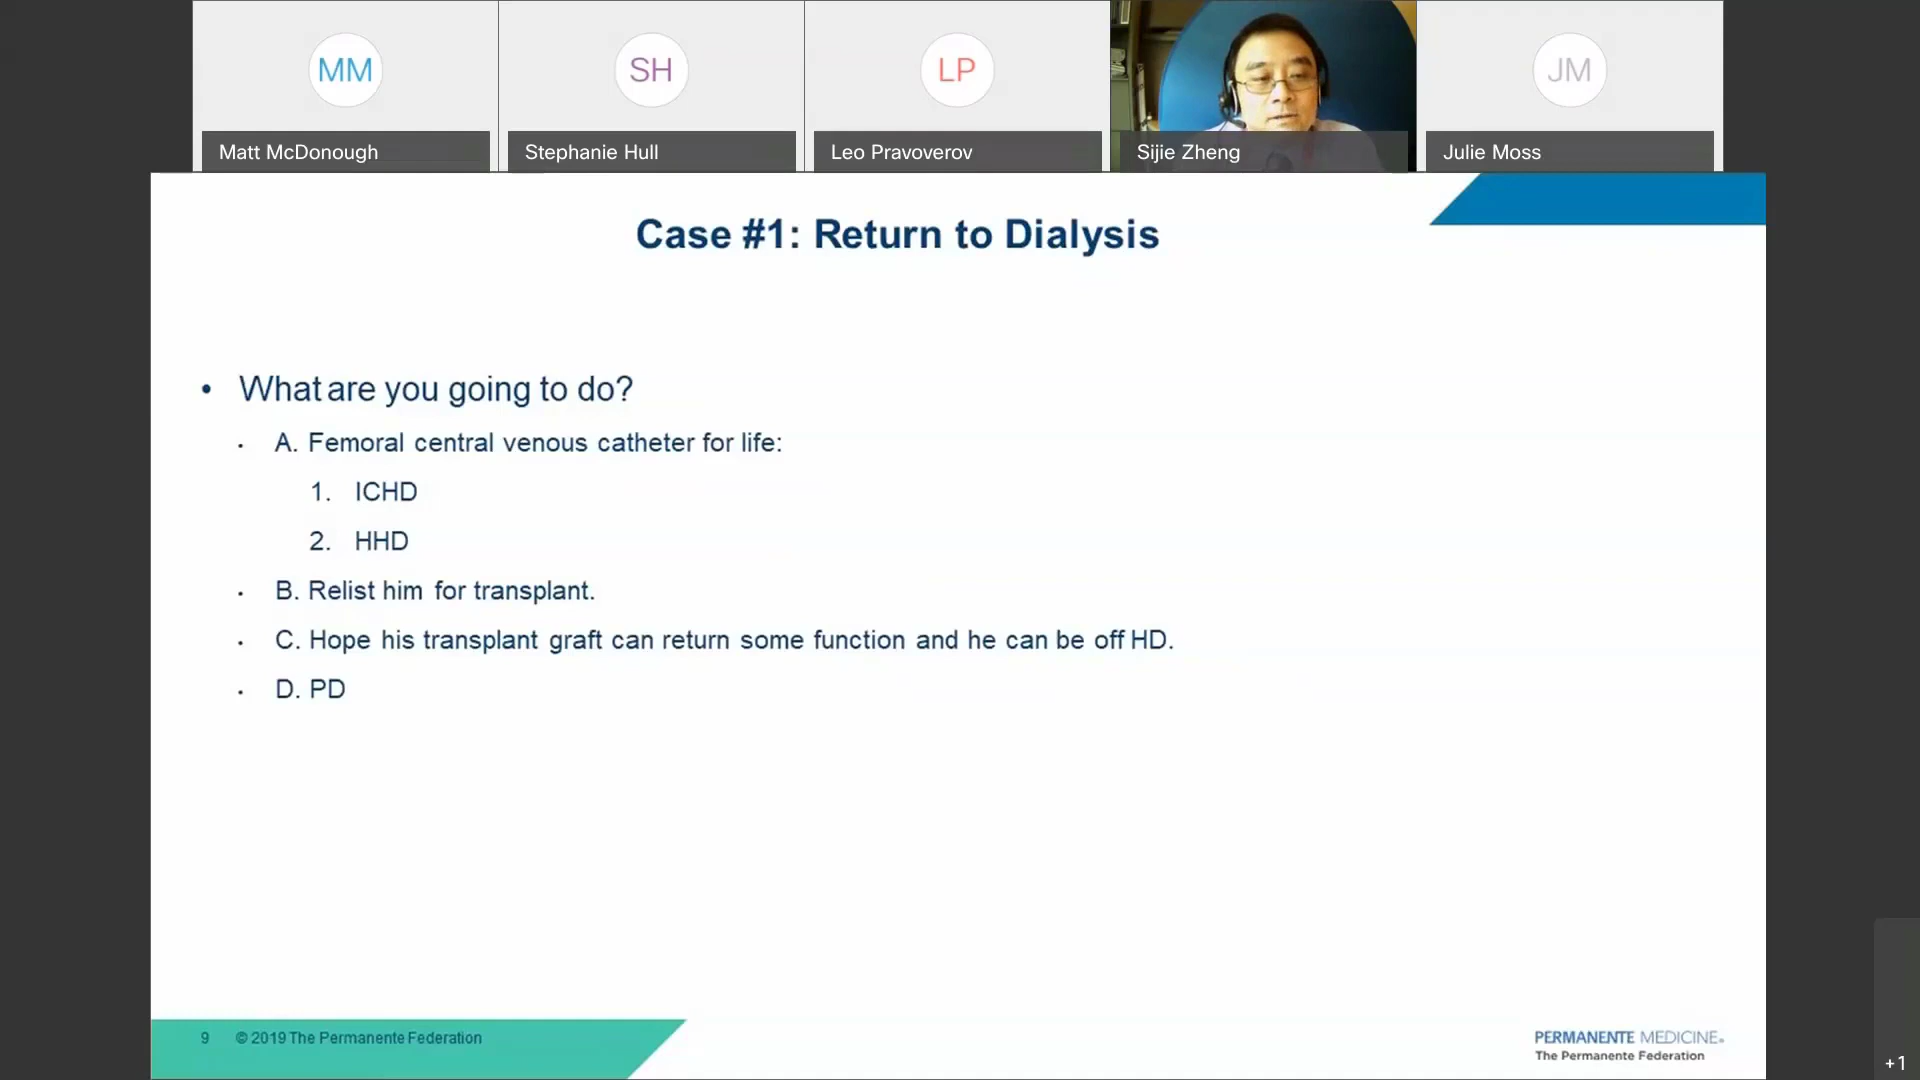 MM
SH
LP
JM
Matt McDonough
Stephanie Hull
Leo Pravoverov
Sijie Zheng
Julie Moss
Case #1: Return to Dialysis
• What are you going to do?
• A. Femoral central venous catheter for life:
1. ICHD
2. HHD
• B. Relist him for transplant.
• C. Hope his transplant graft can return some function and he can be off HD.
• D. PD
9 © 2019 The Permanente Federation
PERMANENTE MEDICINE®
The Permanente Federation
+1